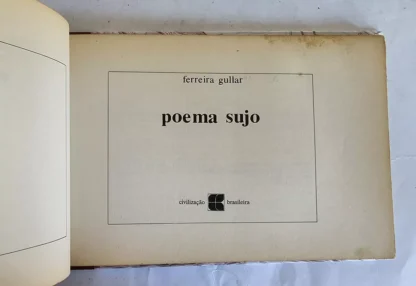 ferreira gullar
poema sujo
civilização brasileira